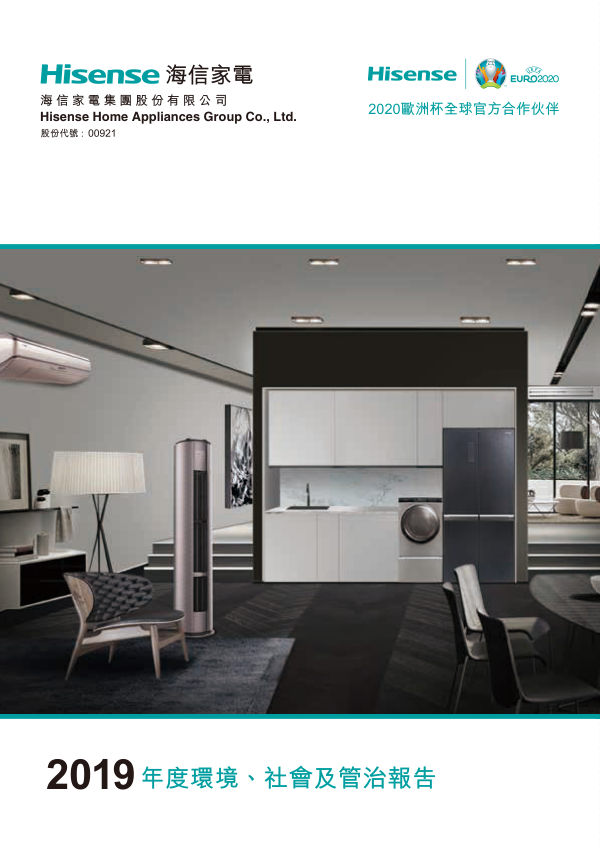 Hisense 海信家電
海信家電集團股份有限公司
Hisense Home Appliances Group Co., Ltd.
股份代號：00921
Hisense
UEFA
EURO2020
2020歐洲杯全球官方合作伙伴
2019 年度環境、社會及管治報告